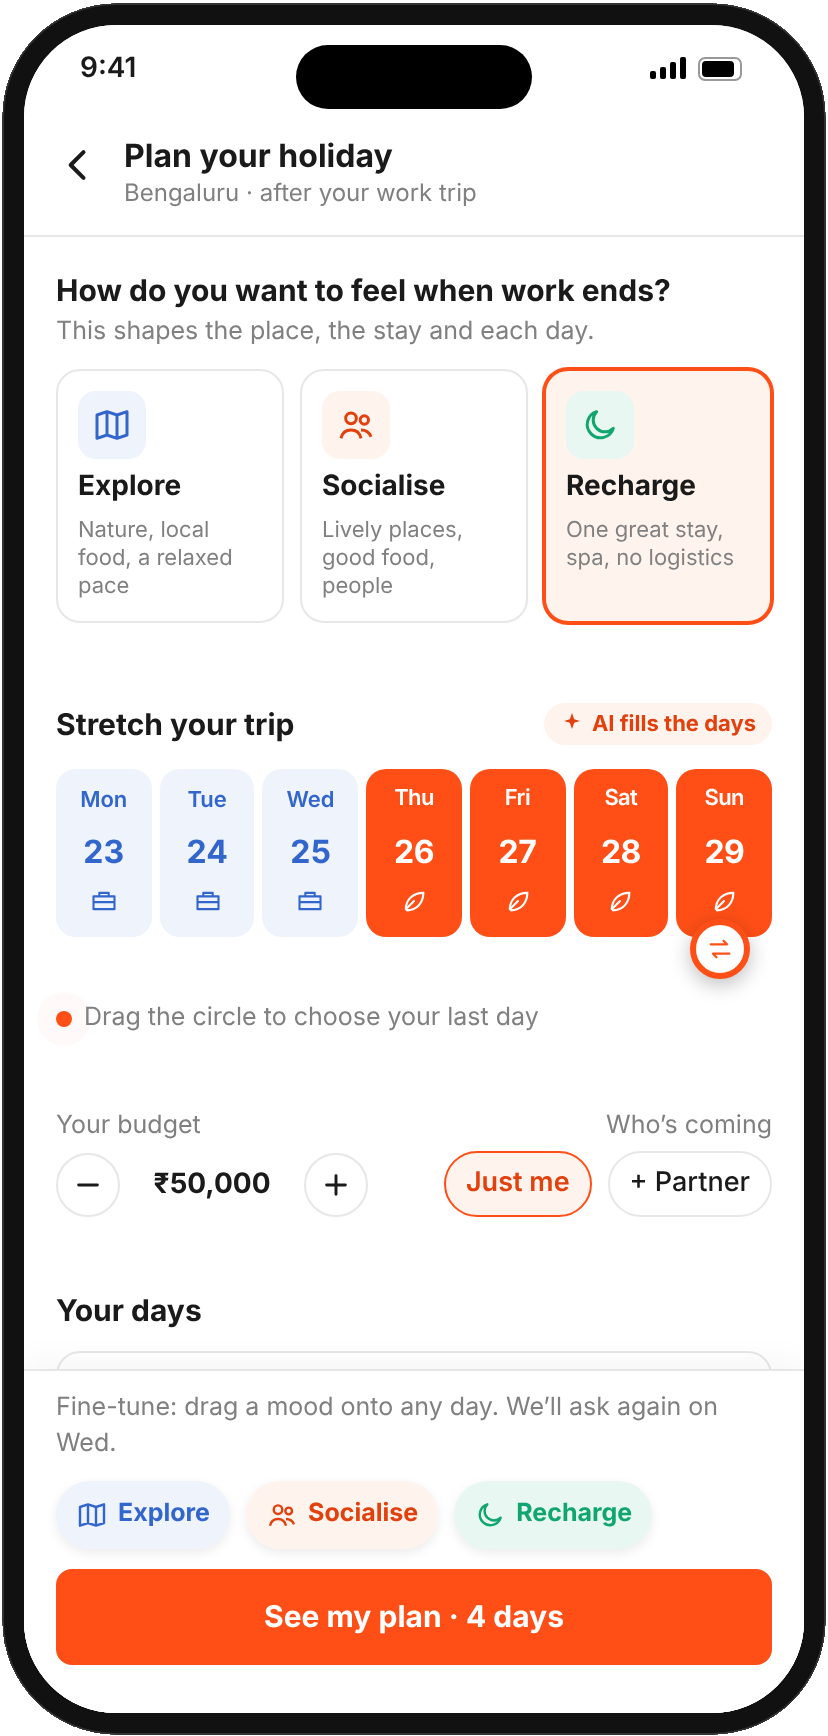 9:41
Plan your holiday
Bengaluru · after your work trip
How do you want to feel when work ends?
This shapes the place, the stay and each day.
Explore
Nature, local
food, a relaxed
pace
Socialise
Lively places,
good food,
people
Recharge
One great stay,
spa, no logistics
Stretch your trip
AI fills the days
Mon Tue Wed Thu Fri Sat Sun
23 24 25 26 27 28 29
Drag the circle to choose your last day
Your budget
Who’s coming
₹50,000
Just me
+ Partner
Your days
Fine-tune: drag a mood onto any day. We’ll ask again on
Wed.
Explore
Socialise
Recharge
See my plan · 4 days